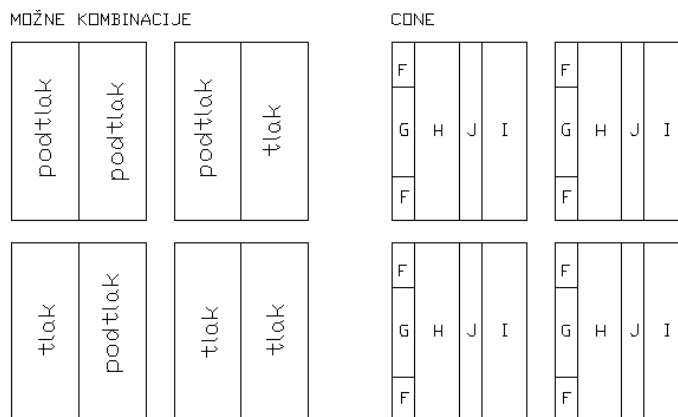 MOŽNE KOMBINACIJE
CONE
podtlak
podtlak
podtlak
tlak
F
G H J I
F
F
G H J I
F
tlak
podtlak
tlak
tlak
F
G H J I
F
F
G H J I
F